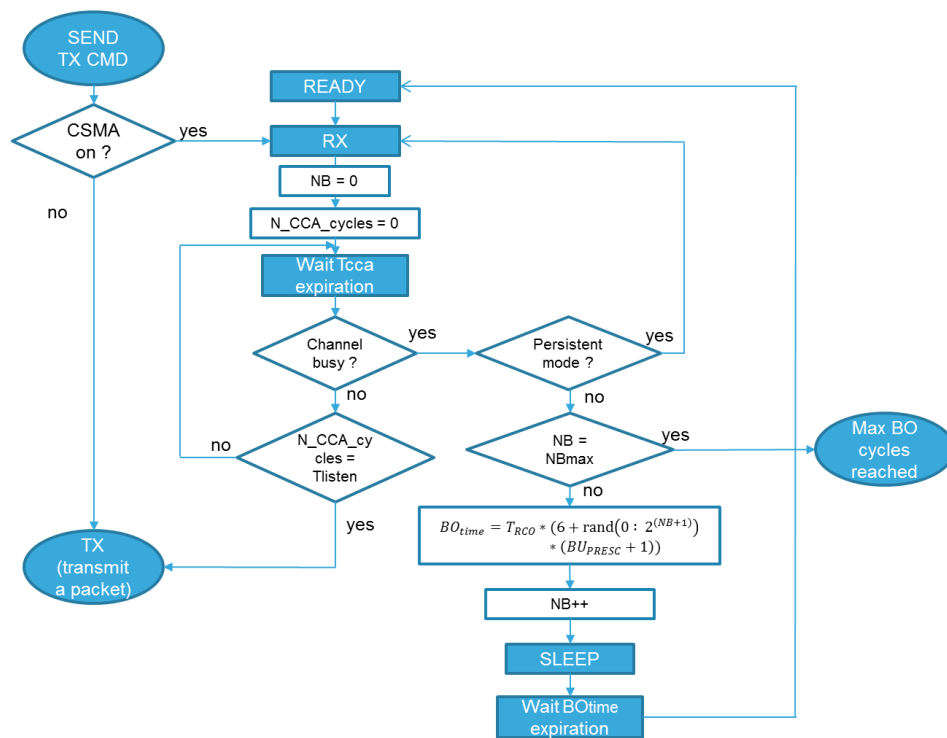 SEND
TX CMD
READY
CSMA
on ?
yes
RX
NB = 0
no
N_CCA_cycles = 0
Wait Tcca
expiration
Channel
busy ?
yes
Persistent
mode ?
yes
no
no
no
N_CCA_cy
cles =
Tlisten
NB =
NBmax
yes
Max BO
cycles
reached
yes
no
BO_time = T_RCO * (6 + rand(0 : 2^(NB+1))
* (BU_PRESC + 1))
TX
(transmit
a packet)
NB++
SLEEP
Wait BOtime
expiration